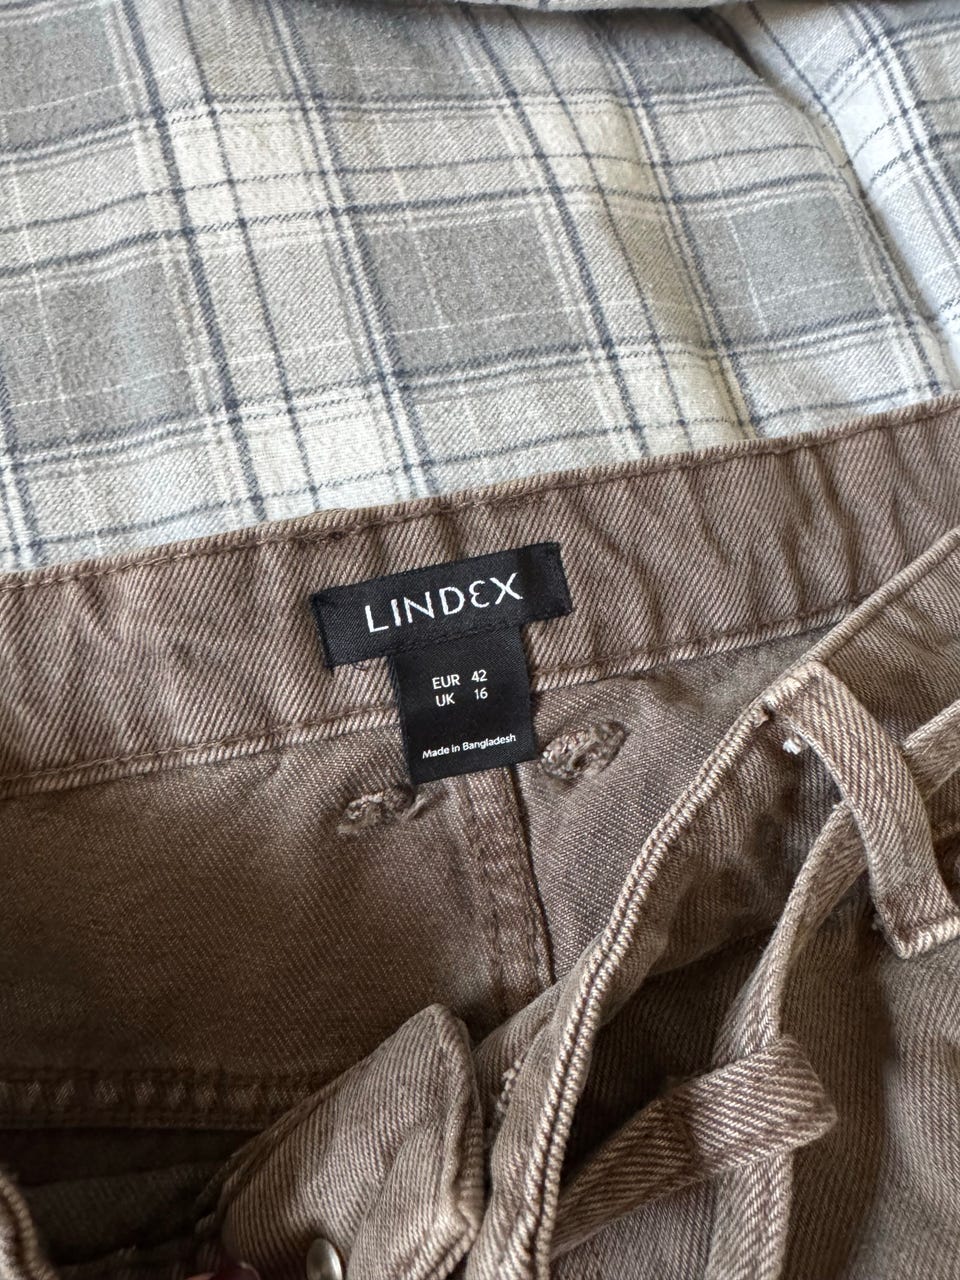 LINDEX
EUR 42
UK 16
Made in Bangladesh